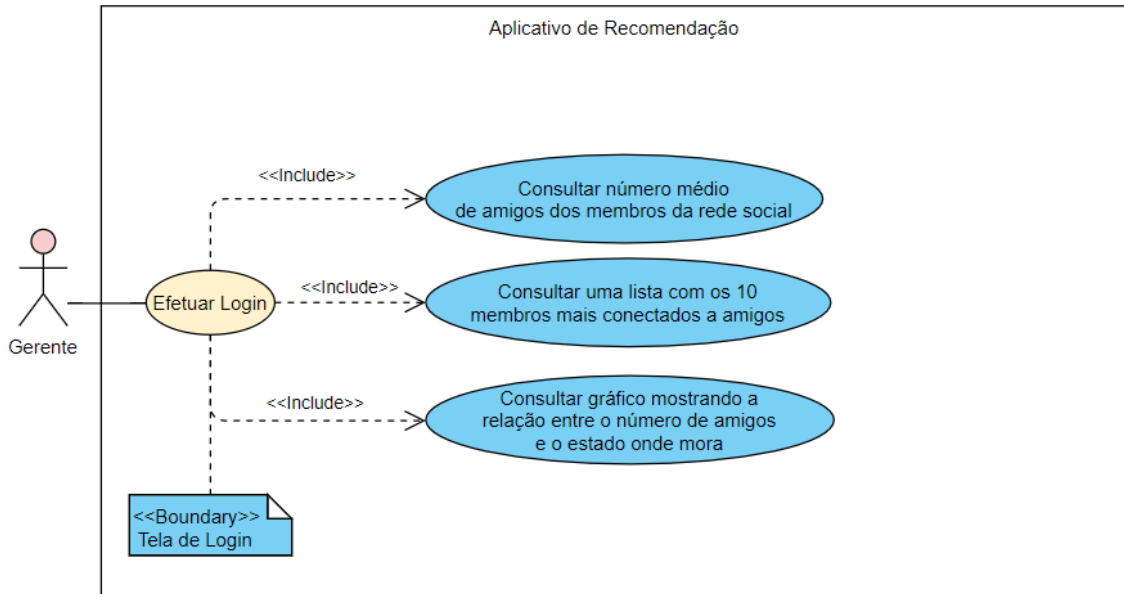 Aplicativo de Recomendação
<<Include>>
Consultar número médio
de amigos dos membros da rede social
Gerente
Efetuar Login
<<Include>>
Consultar uma lista com os 10
membros mais conectados a amigos
<<Include>>
Consultar gráfico mostrando a
relação entre o número de amigos
e o estado onde mora
<<Boundary>>
Tela de Login